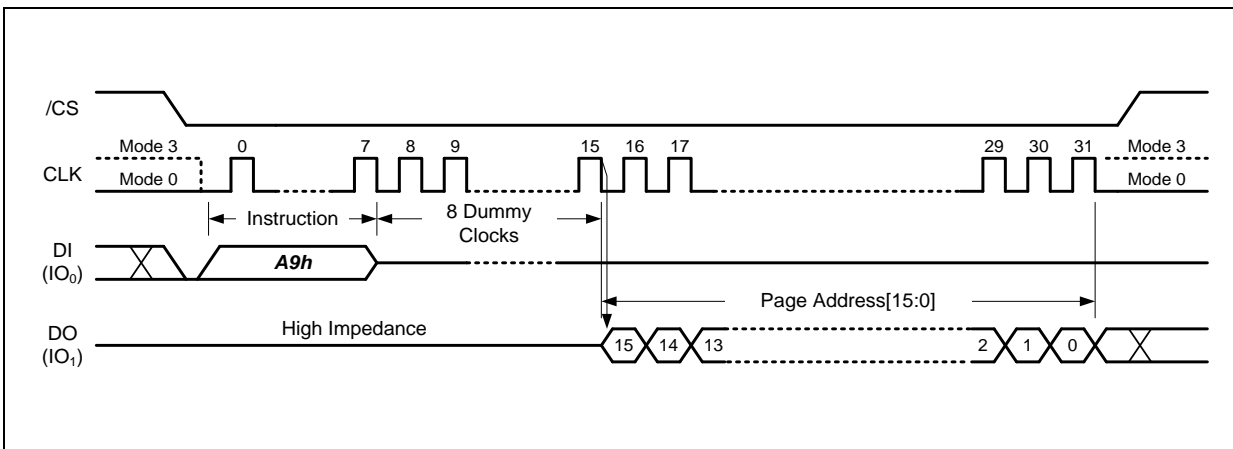 /CS
Mode 3 0 7 8 9 15 16 17 29 30 31 Mode 3
CLK
Mode 0 Mode 0
Instruction 8 Dummy
Clocks
DI
(IO0)
A9h
Page Address[15:0]
High Impedance
DO
(IO1)
15 14 13 2 1 0